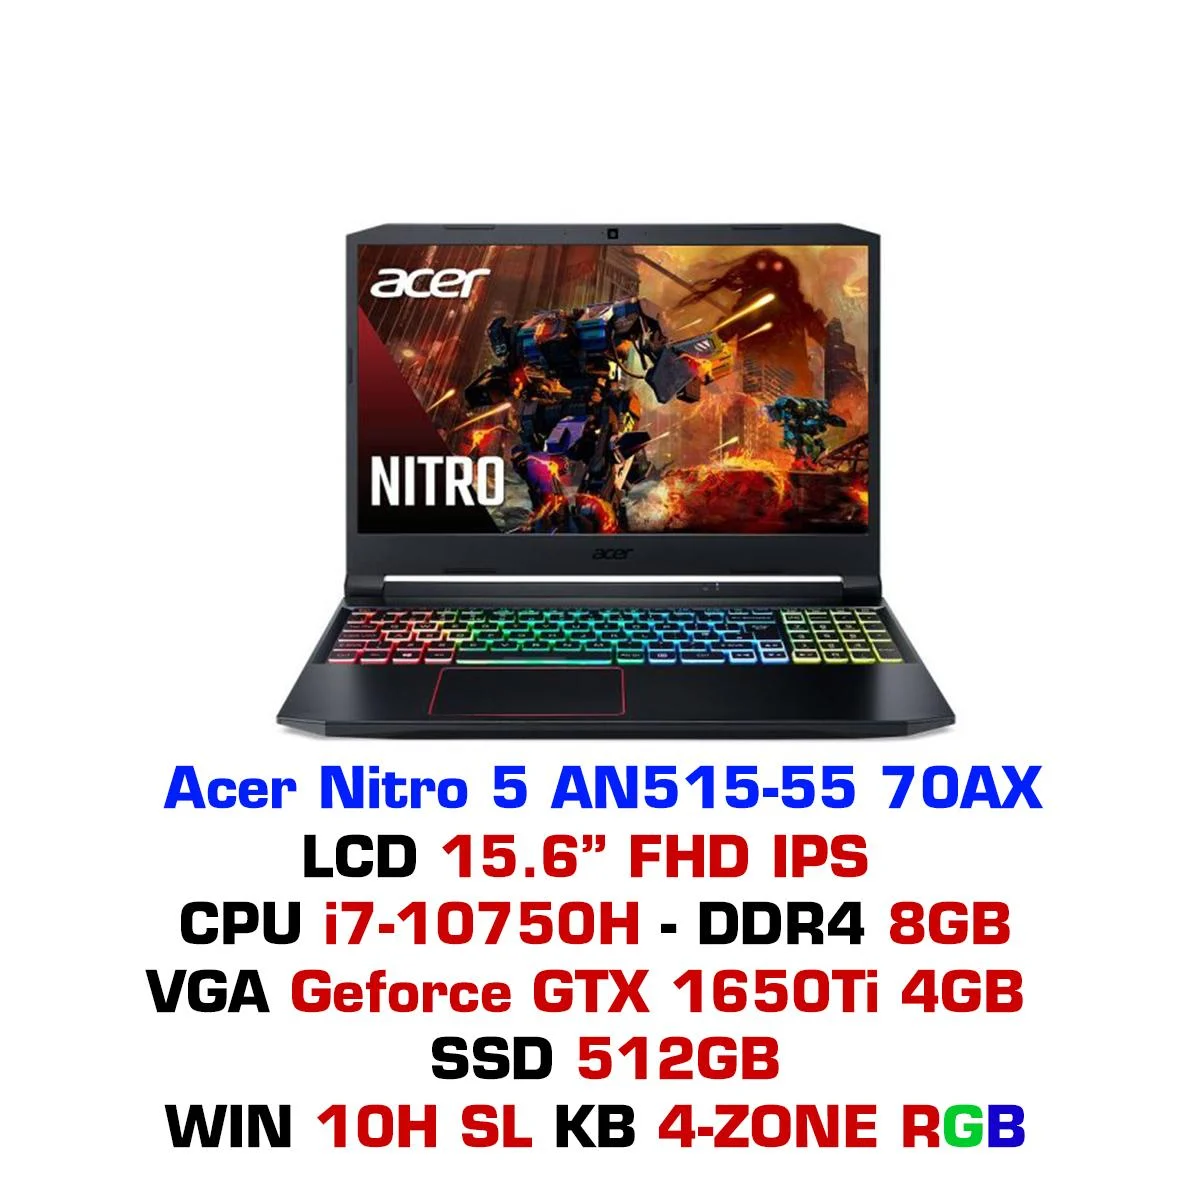 acer
NITRO
acer
Acer Nitro 5 AN515-55 70AX
LCD 15.6” FHD IPS
CPU i7-10750H - DDR4 8GB
VGA Geforce GTX 1650Ti 4GB
SSD 512GB
WIN 10H SL KB 4-ZONE RGB